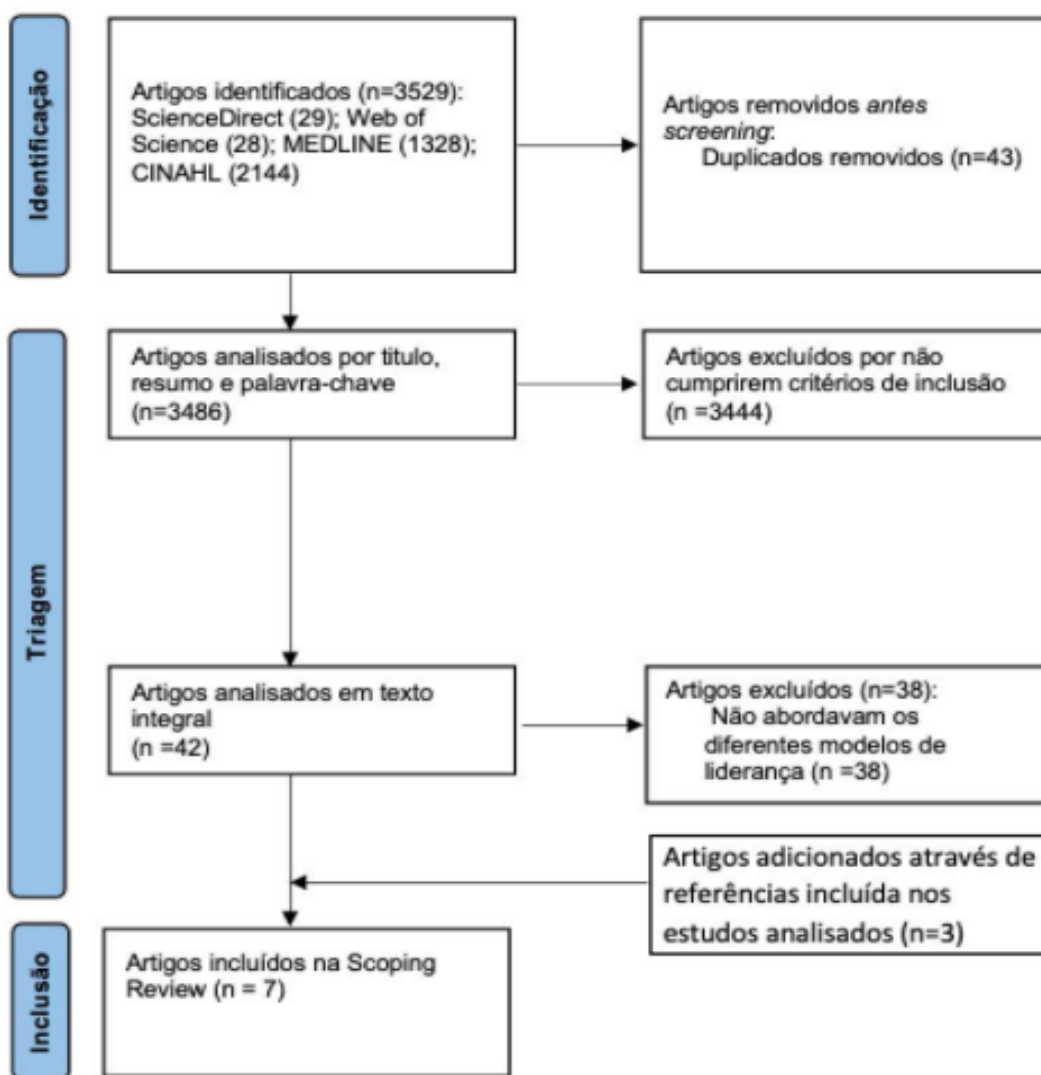 Identificação
Artigos identificados (n=3529):
ScienceDirect (29); Web of
Science (28); MEDLINE (1328);
CINAHL (2144)
Artigos removidos antes
screening:
Duplicados removidos (n=43)
Triagem
Artigos analisados por titulo,
resumo e palavra-chave
(n=3486)
Artigos excluídos por não
cumprirem critérios de inclusão
(n =3444)
Artigos analisados em texto
integral
(n =42)
Artigos excluídos (n=38):
Não abordavam os
diferentes modelos de
liderança (n =38)
Artigos adicionados através de
referências incluída nos
estudos analisados (n=3)
Inclusão
Artigos incluídos na Scoping
Review (n = 7)